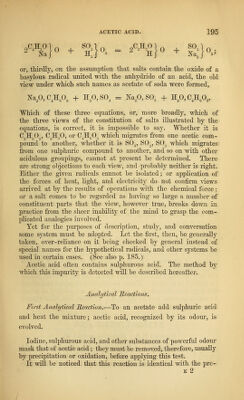 ACETIC ACID. 195
2 C₂H₃O } O + SO₂ } O₂ = 2 C₂H₃O } O + SO₂ } O₂;
Na H₂ H Na₂
or, thirdly, on the assumption that salts contain the oxide of a
basylous radical united with the anhydride of an acid, the old
view under which such names as acetate of soda were formed,
Which of these three equations, or, more broadly, which of
the three views of the constitution of salts illustrated by the
equations, is correct, it is impossible to say. Whether it is
which migrates from one acetic com-
pound to another, whether it is SO₄, SO₂, SO₃ which migrates
from one sulphuric compound to another, and so on with other
acidulous groupings, cannot at present be determined. There
are strong objections to each view, and probably neither is right.
Either the given radicals cannot be isolated; or application of
the forces of heat, light, and electricity do not confirm views
arrived at by the results of operations with the chemical force;
or a salt comes to be regarded as having so large a number of
constituent parts that the view, however true, breaks down in
practice from the sheer inability of the mind to grasp the com-
plicated analogies involved.
Yet for the purposes of description, study, and conversation
some system must be adopted. Let the first, then, be generally
taken, over-reliance on it being checked by general instead of
special names for the hypothetical radicals, and other systems be
used in certain cases. (See also p. 185.)
Acetic acid often contains sulphurous acid. The method by
which this impurity is detected will be described hereafter.
Analytical Reactions.
First Analytical Reaction.—To an acetate add sulphuric acid
and heat the mixture; acetic acid, recognized by its odour, is
evolved.
Iodine, sulphurous acid, and other substances of powerful odour
mask that of acetic acid; they must be removed, therefore, usually
by precipitation or oxidation, before applying this test.
It will be noticed that this reaction is identical with the pre-
K 2